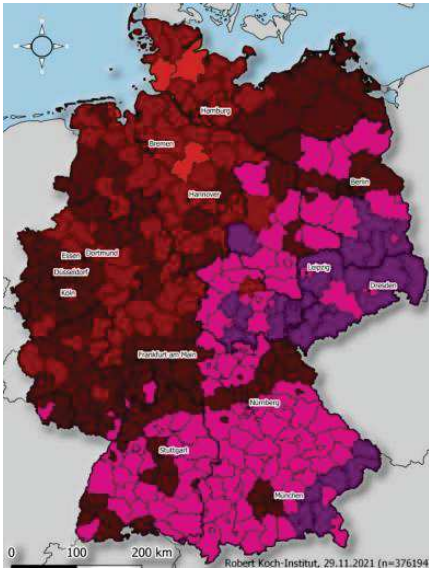 Hamburg
Bremen
Berlin
Hannover
Essen
Dortmund
Düsseldorf
Leipzig
Köln
Dresden
Frankfurt am Main
Nürnberg
Stuttgart
München
0 100 200 km
Robert Koch-Institut, 29.11.2021 (n=376194